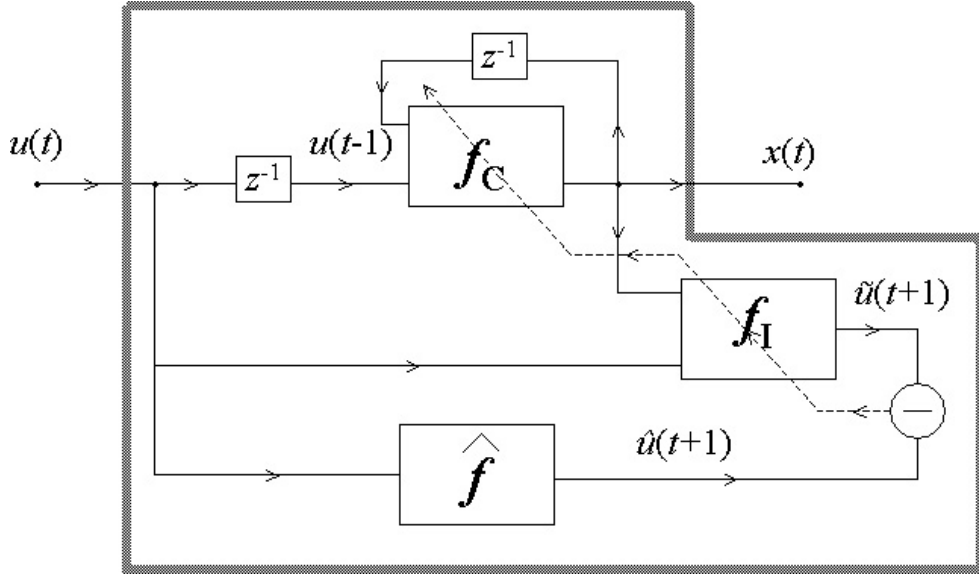 z⁻¹
u(t)
u(t-1)
f_C
x(t)
z⁻¹
f_I
ũ(t+1)
f̂
û(t+1)